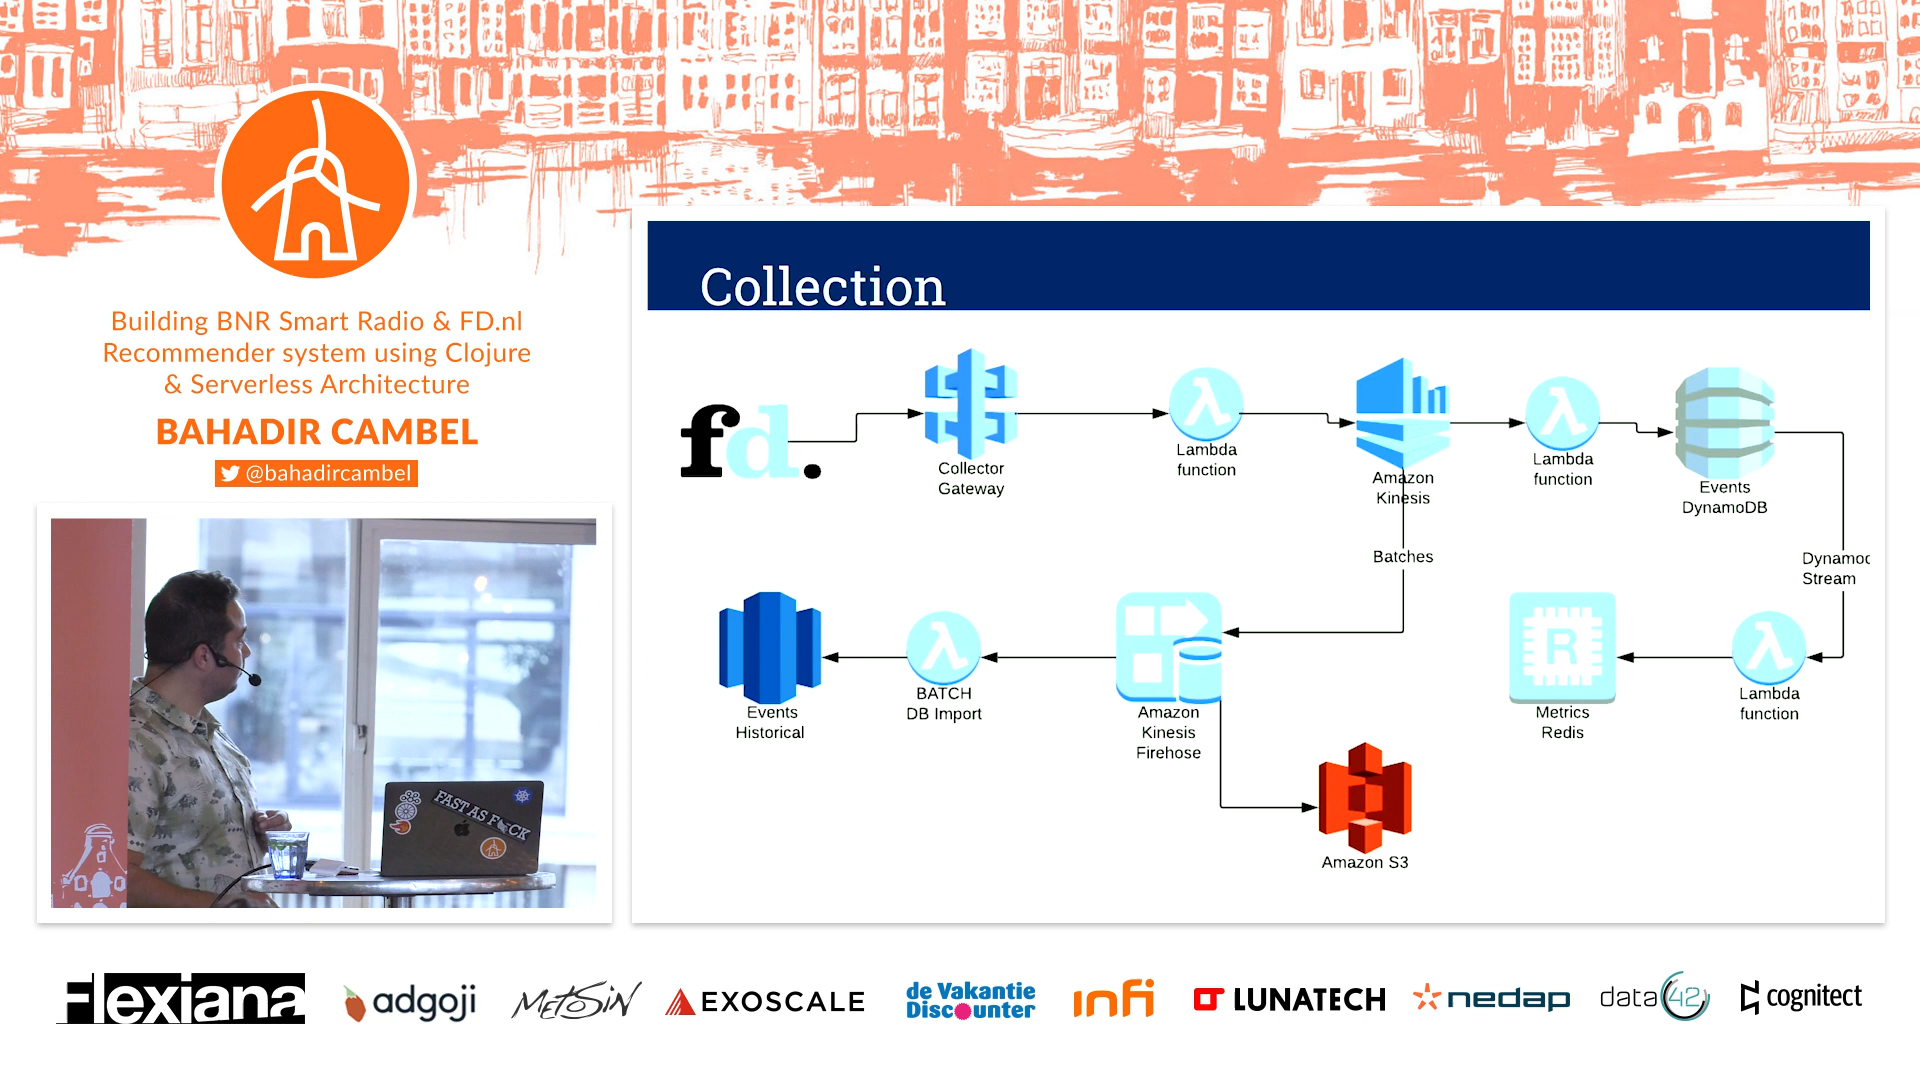 Building BNR Smart Radio & FD.nl
Recommender system using Clojure
& Serverless Architecture
BAHADIR CAMBEL
@bahadircambel
FAST AS F CK
Collection
fd.
Collector
Gateway
Lambda
function
Amazon
Kinesis
Lambda
function
Events
DynamoDB
Batches
Dynamo
Stream
Events
Historical
BATCH
DB Import
Amazon
Kinesis
Firehose
R
Metrics
Redis
Lambda
function
Amazon S3
Flexiana
adgoji
METOSIN
EXOSCALE
de Vakantie
Discounter
infi
LUNATECH
nedap
data 42
cognitect